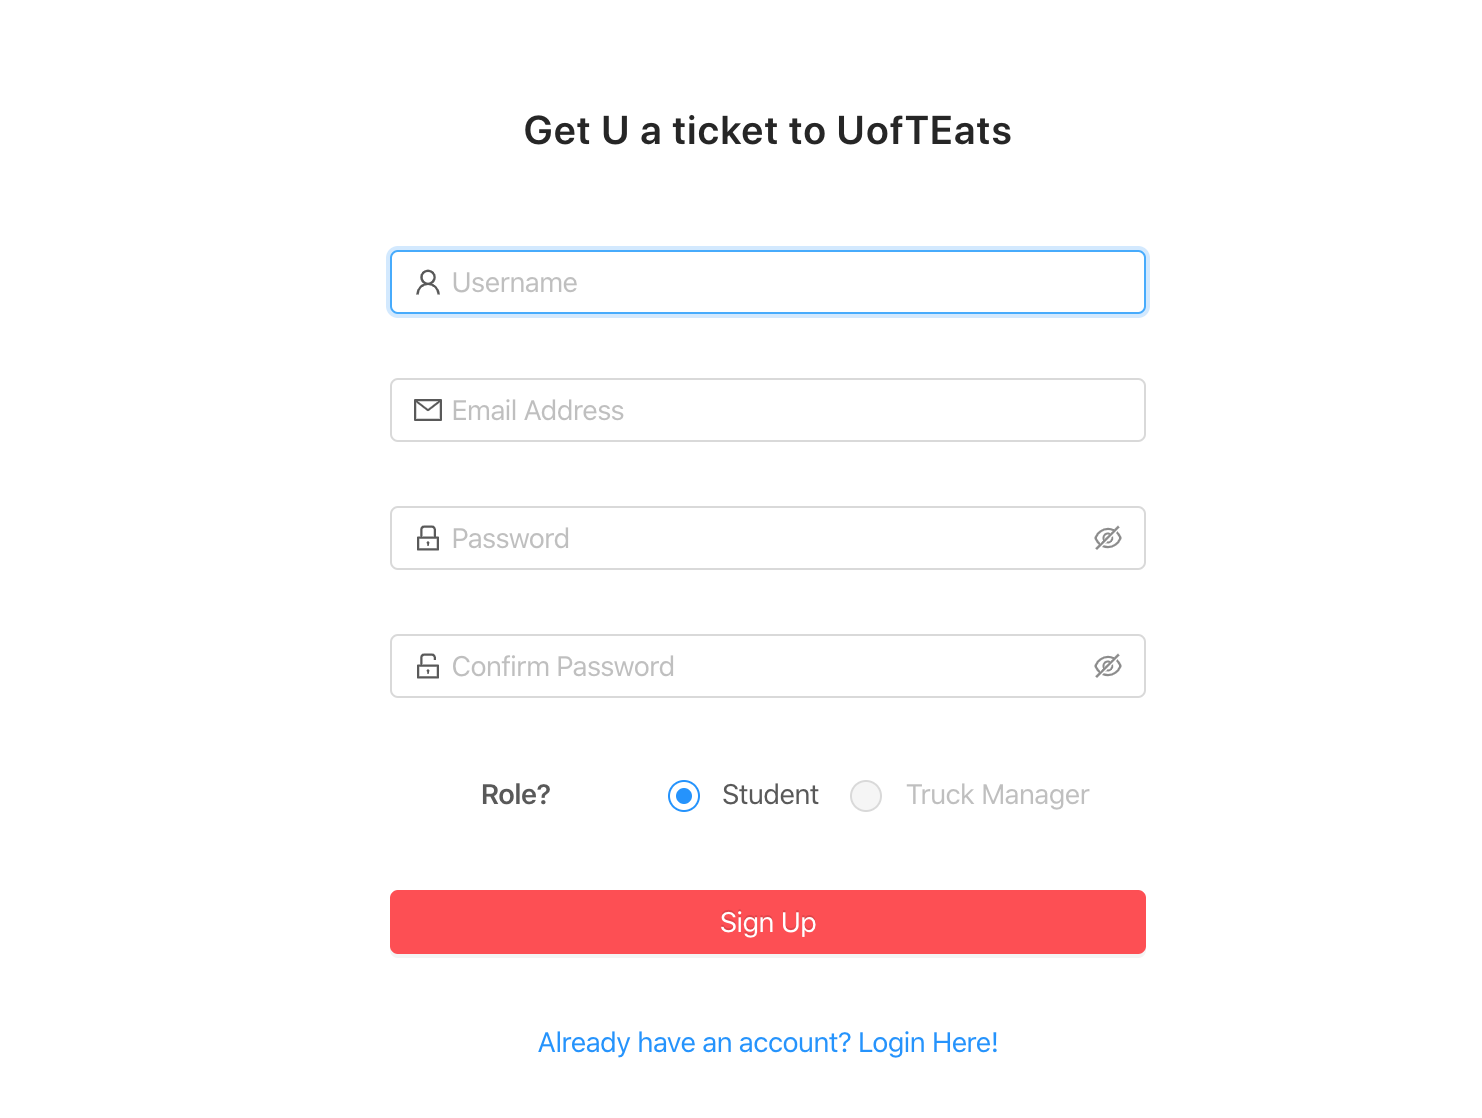 Get U a ticket to UofTEats
Username
Email Address
Password
Confirm Password
Role? Student Truck Manager
Sign Up
Already have an account? Login Here!